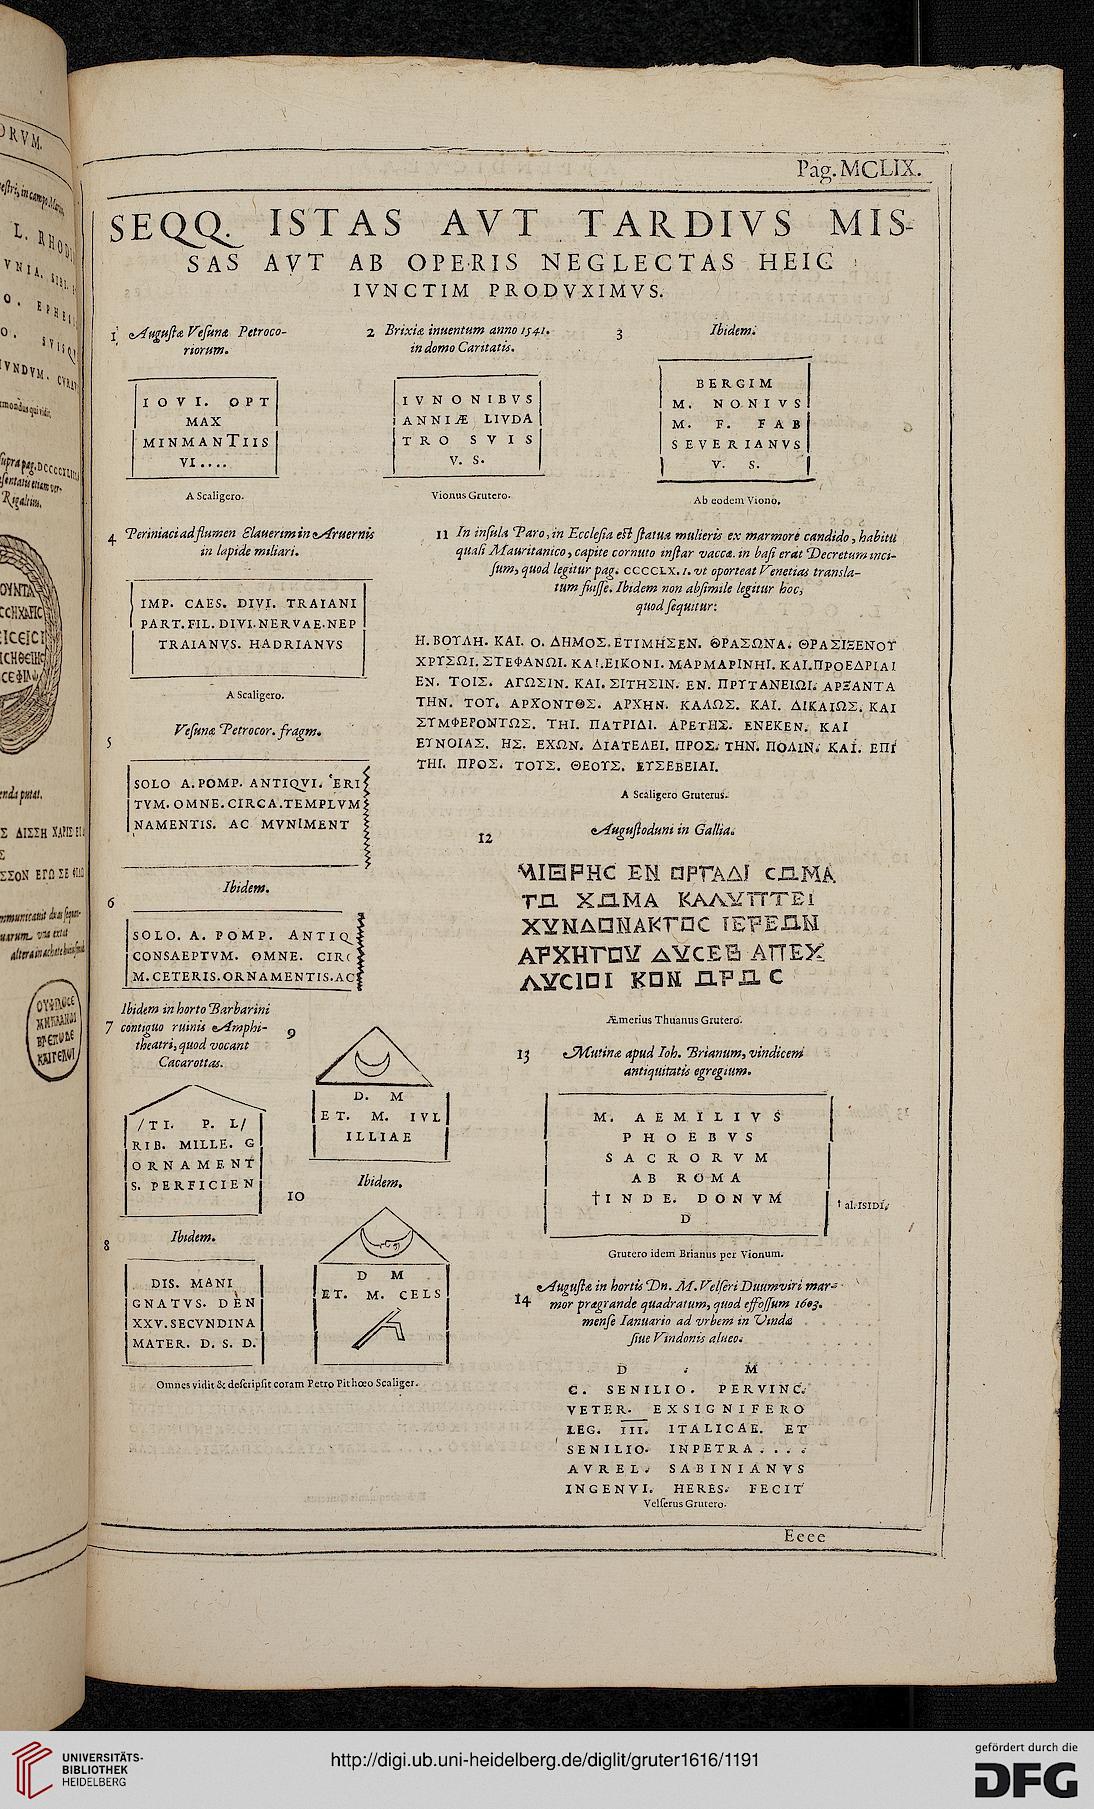 Pag. MCLIX.
SEQQ. ISTAS AVT TARDIVS MIS-
SAS AVT AB OPERIS NEGLECTAS HEIC
IVNCTIM PRODVXIMVS.
1 Augustæ Vesunæ Petroco-
riorum.
IOVI. OPT
MAX
MINMANTIIS
VI....
A Scaligero.
2 Brixiæ inuentum anno 1541.
in domo Caritatis.
IVNONIBVS
ANNIÆ LIVDA
TRO SVIS
V. S.
Vionus Grutero.
3 Ibidem.
BERGIM
M. NONIVS
M. F. FAB
SEVERIANVS
V. S.
Ab eodem Viono.
4 Periniaci ad flumen Elauerim in Aruernis
in lapide miliari.
IMP. CAES. DIVI. TRAIANI
PART. FIL. DIVI. NERVAE. NEP
TRAIANVS. HADRIANVS
A Scaligero.
5 Vesunæ Petrocor. fragm.
SOLO A. POMP. ANTIQVI. ERI
TVM. OMNE. CIRCA. TEMPLVM
NAMENTIS. AC MVNIMENT
6 Ibidem.
SOLO. A. POMP. ANTIQ
CONSAEPTVM. OMNE. CIRC
M. CETERIS. ORNAMENTIS. AC
7 Ibidem in horto Barbarini
contiguo ruinis Amphi-
theatri, quod vocant
Cacarottas.
/TI. P. L/
RIB. MILLE. G
ORNAMENT
S. PERFICIEN
8 Ibidem.
DIS. MANI
GNATVS. DEN
XXV. SECVNDINA
MATER. D. S. D.
9
D. M
ET. M. IVL
ILLIAE
10 Ibidem.
D M
ET. M. CELS
Omnes vidit & descripsit coram Petro Pithœo Scaliger.
11 In insula Paro, in Ecclesia est statua mulieris ex marmore candido, habitu
quasi Mauritanico, capite cornuto instar vaccæ. in basi erat Decretum inci-
sum, quod legitur pag. CCCCLX. 1. vt oporteat Venetias transla-
tum fuisse. Ibidem non absimile legitur hoc,
quod sequitur:
Η. ΒΟΥΛΗ. ΚΑΙ. Ο. ΔΗΜΟΣ. ΕΤΙΜΗΣΕΝ. ΘΡΑΣΩΝΑ. ΘΡΑΣΙΞΕΝΟΥ
ΧΡΥΣΩΙ. ΣΤΕΦΑΝΩΙ. ΚΑΙ. ΕΙΚΟΝΙ. ΜΑΡΜΑΡΙΝΗΙ. ΚΑΙ. ΠΡΟΕΔΡΙΑΙ
ΕΝ. ΤΟΙΣ. ΑΓΩΣΙΝ. ΚΑΙ. ΣΙΤΗΣΙΝ. ΕΝ. ΠΡΥΤΑΝΕΙΩΙ. ΑΡΞΑΝΤΑ
ΤΗΝ. ΤΟΥ. ΑΡΧΟΝΤΟΣ. ΑΡΧΗΝ. ΚΑΛΩΣ. ΚΑΙ. ΔΙΚΑΙΩΣ. ΚΑΙ
ΣΥΜΦΕΡΟΝΤΩΣ. ΤΗΙ. ΠΑΤΡΙΔΙ. ΑΡΕΤΗΣ. ΕΝΕΚΕΝ. ΚΑΙ
ΕΥΝΟΙΑΣ. ΗΣ. ΕΧΩΝ. ΔΙΑΤΕΛΕΙ. ΠΡΟΣ. ΤΗΝ. ΠΟΛΙΝ. ΚΑΙ. ΕΠΙ
ΤΗΙ. ΠΡΟΣ. ΤΟΥΣ. ΘΕΟΥΣ. ΕΥΣΕΒΕΙΑΙ.
A Scaligero Gruterus.
12 Augustoduni in Gallia.
ΜΙΘΡΗC ΕΝ ΟΡΓΑΔΙ CΩΜΑ
ΤΩ ΧΩΜΑ ΚΑΛΥΠΤΕΙ
ΧΥΝΔΟΝΑΚΤΟC ΙΕΡΕΩΝ
ΑΡΧΗΓΟΥ ΔΥCΕΒ ΑΠΕΧ
ΛΥCΙΟΙ ΚΟΝ ΩΡΩC
Æmerius Thuanus Grutero.
13 Mutinæ apud Ioh. Brianum, vindicem
antiquitatis egregium.
M. AEMILIVS
PHOEBVS
SACRORVM
AB ROMA
†INDE. DONVM
D
† al. ISIDI.
Grutero idem Brianus per Vionum.
14 Augustæ in hortis Dn. M. Velseri Duumviri mar-
mor prægrande quadratum, quod effossum 1603.
mense Ianuario ad vrbem in Vindæ
siue Vindonis alueo.
D . M
C. SENILIO. PERVINC.
VETER. EXSIGNIFERO
LEG. III. ITALICAE. ET
SENILIO. INPETRA....
AVREL. SABINIANVS
INGENVI. HERES. FECIT
Velserus Grutero.
Eeee
UNIVERSITÄTS-
BIBLIOTHEK
HEIDELBERG
http://digi.ub.uni-heidelberg.de/diglit/gruter1616/1191
gefördert durch die
DFG